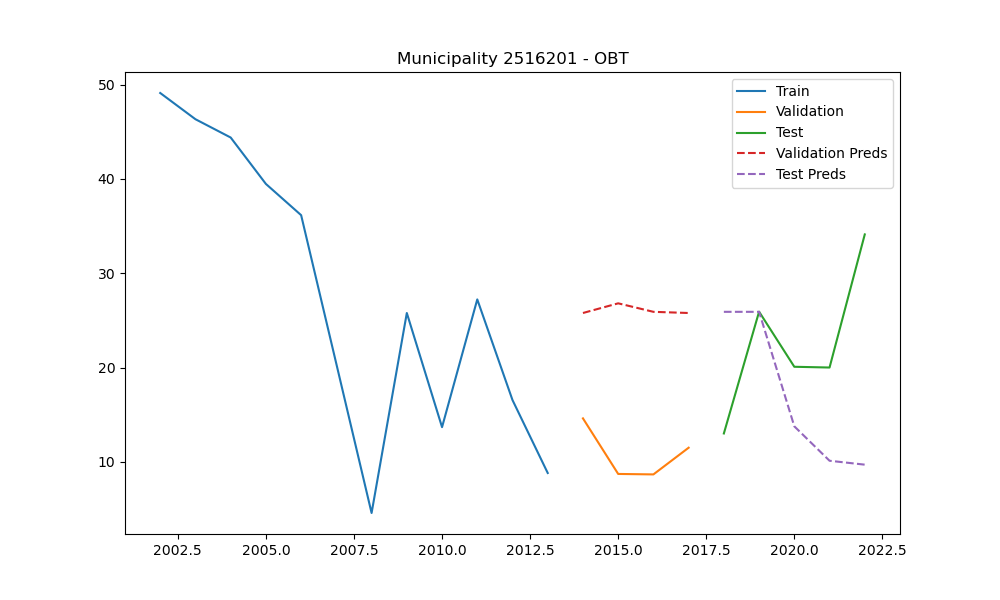 Municipality 2516201 - OBT
50
40
30
20
10
Train
Validation
Test
Validation Preds
Test Preds
2002.5 2005.0 2007.5 2010.0 2012.5 2015.0 2017.5 2020.0 2022.5